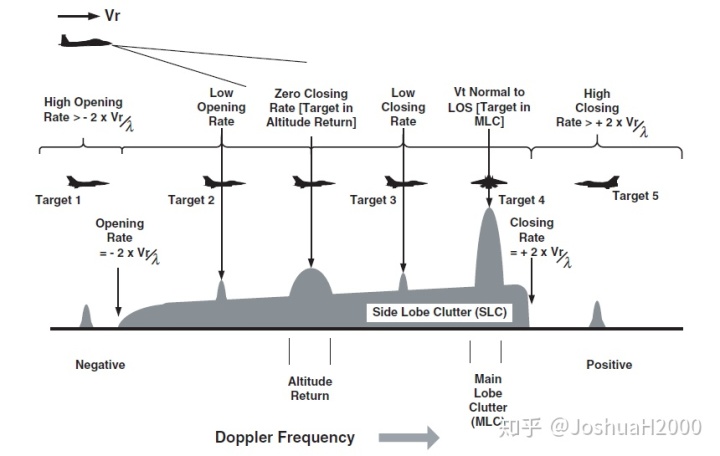 Vr
High Opening
Rate > - 2 x Vr/λ
Low
Opening
Rate
Zero Closing
Rate [Target in
Altitude Return]
Low
Closing
Rate
Vt Normal to
LOS [Target in
MLC]
High
Closing
Rate > + 2 x Vr/λ
Target 1
Target 2
Target 3
Target 4
Target 5
Opening
Rate
= - 2 x Vr/λ
Closing
Rate
= + 2 x Vr/λ
Side Lobe Clutter (SLC)
Negative
Altitude
Return
Main
Lobe
Clutter
(MLC)
Positive
Doppler Frequency
知乎 @JoshuaH2000